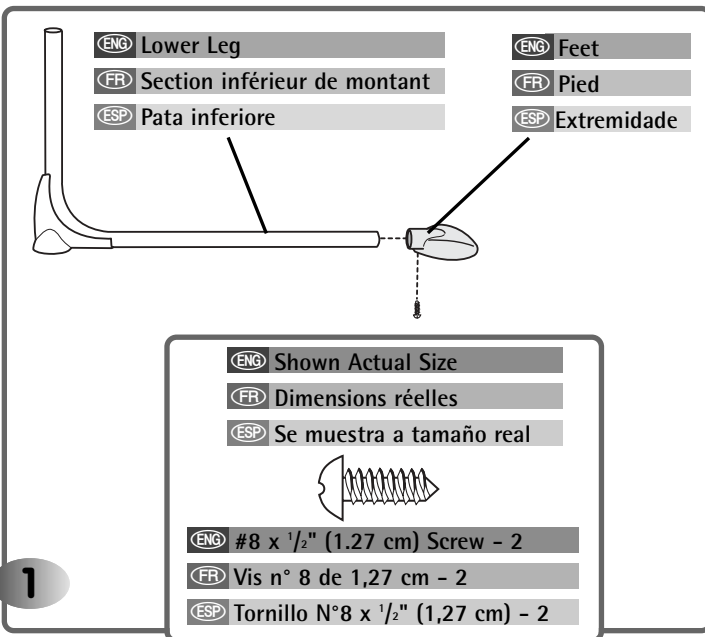 ENG Lower Leg
FR Section inférieur de montant
ESP Pata inferiore
ENG Feet
FR Pied
ESP Extremidade
ENG Shown Actual Size
FR Dimensions réelles
ESP Se muestra a tamaño real
ENG #8 x 1/2" (1.27 cm) Screw - 2
FR Vis n° 8 de 1,27 cm - 2
ESP Tornillo N°8 x 1/2" (1,27 cm) - 2
1